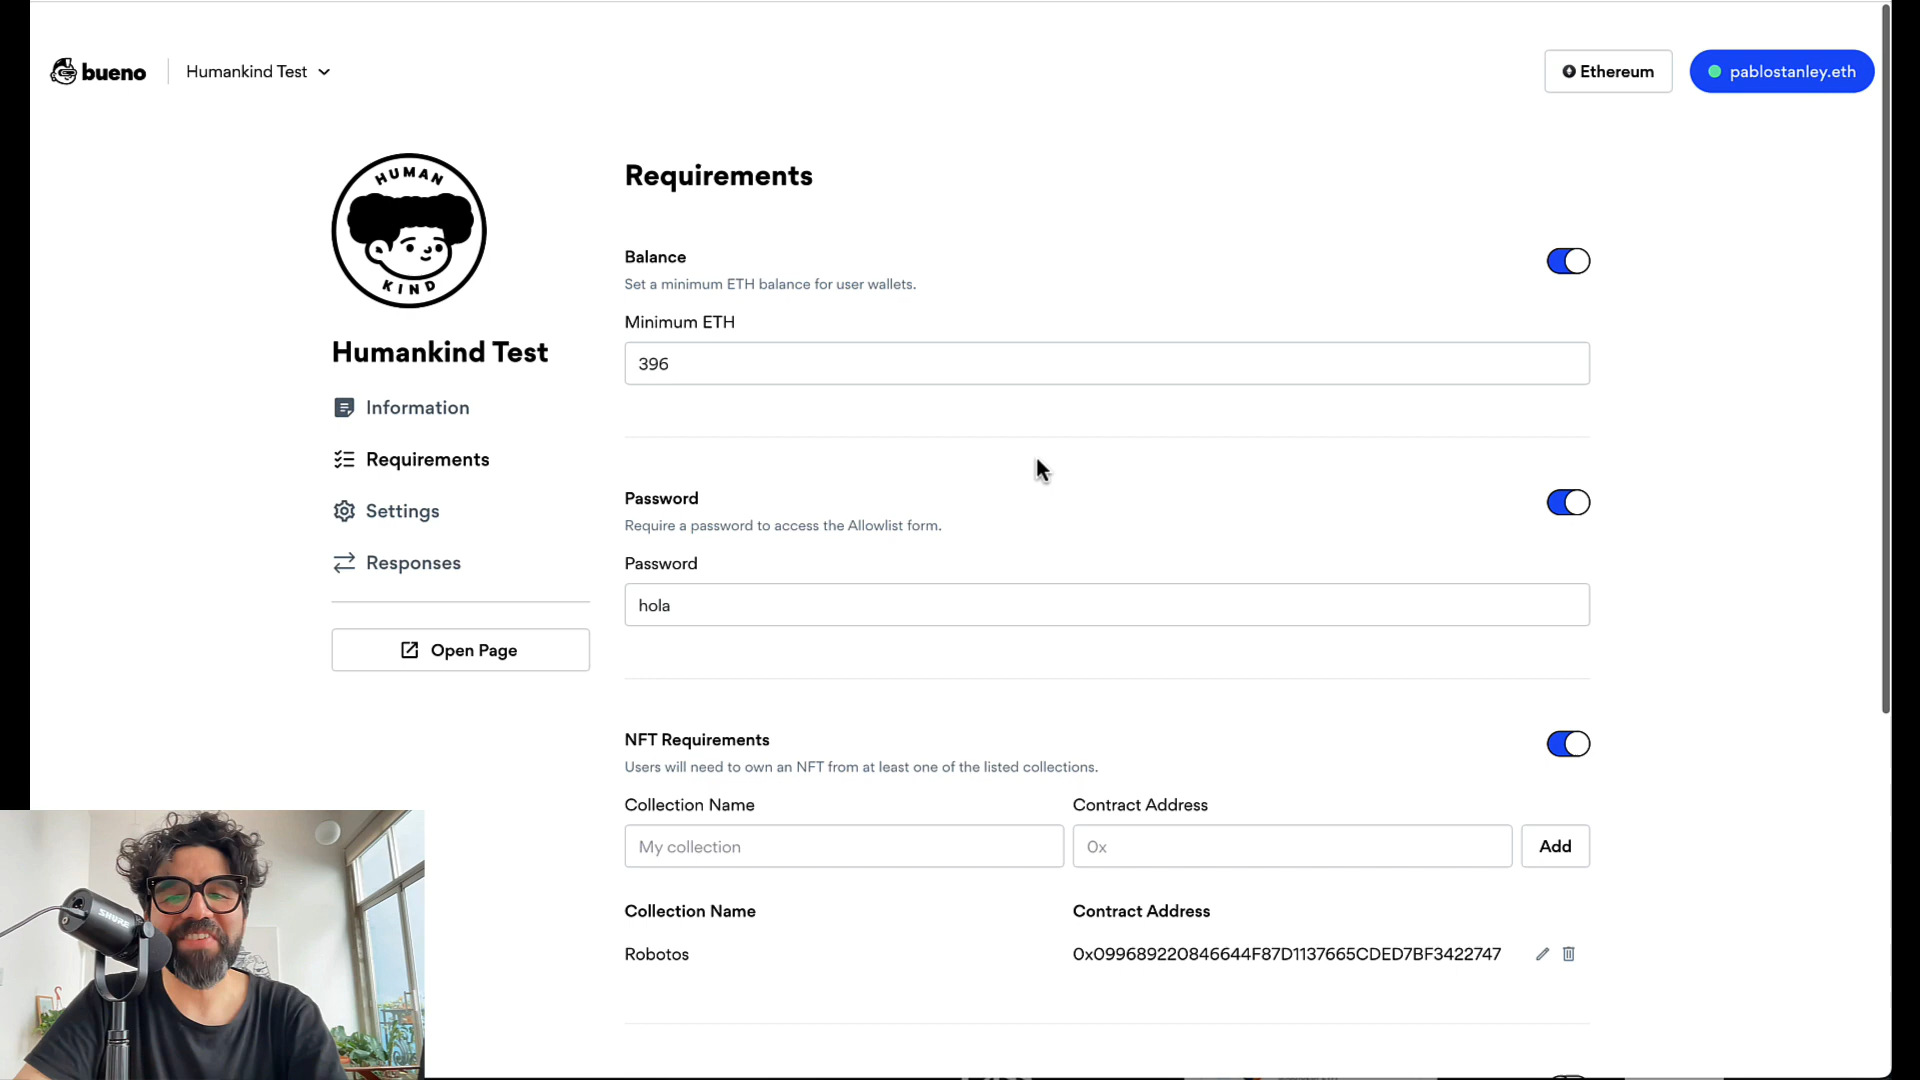 bueno
Humankind Test
Ethereum
pablostanley.eth
HUMAN
KIND
Humankind Test
Information
Requirements
Settings
Responses
Open Page
Requirements
Balance
Set a minimum ETH balance for user wallets.
Minimum ETH
396
Password
Require a password to access the Allowlist form.
Password
hola
NFT Requirements
Users will need to own an NFT from at least one of the listed collections.
Collection Name Contract Address
My collection 0x Add
Collection Name Contract Address
Robotos 0x099689220846644F87D1137665CDED7BF3422747
SHURE